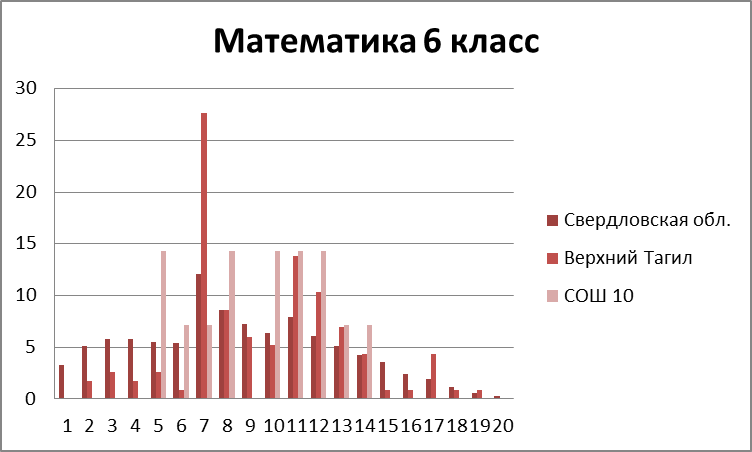 Математика 6 класс
30
25
20
15
10
5
0
1 2 3 4 5 6 7 8 9 10 11 12 13 14 15 16 17 18 19 20
Свердловская обл.
Верхний Тагил
СОШ 10